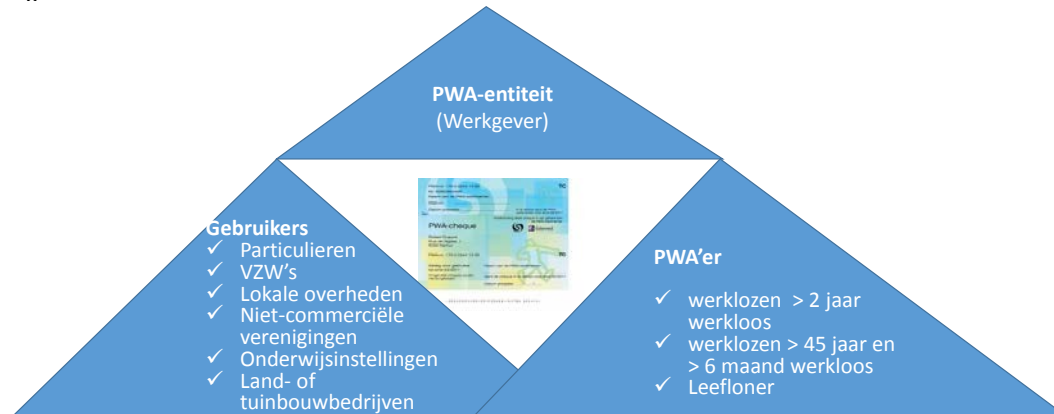 PWA-entiteit
(Werkgever)
PWA-cheque
Gebruikers
✓ Particulieren
✓ VZW's
✓ Lokale overheden
✓ Niet-commerciële
verenigingen
✓ Onderwijsinstellingen
✓ Land- of
tuinbouwbedrijven
PWA'er
✓ werklozen > 2 jaar
werkloos
✓ werklozen > 45 jaar en
> 6 maand werkloos
✓ Leefloner